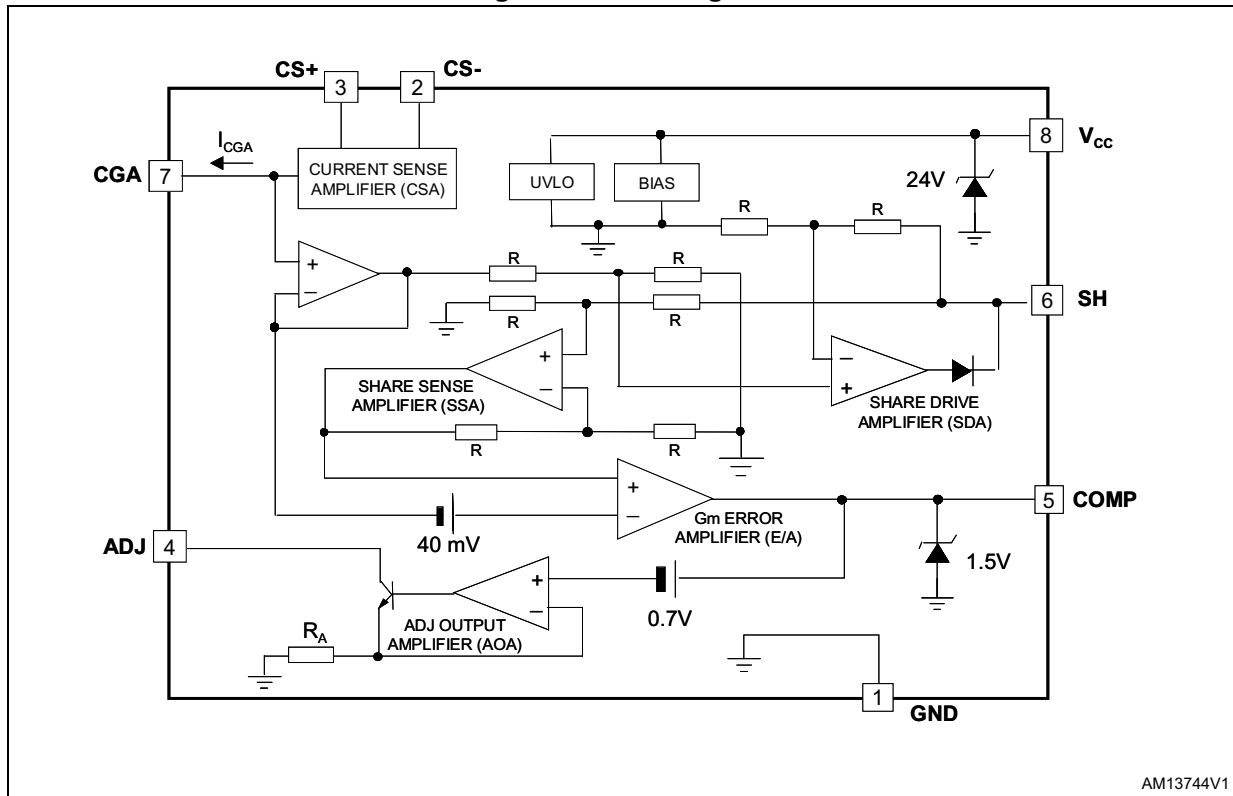 CS+
CS-
3
2
I_CGA
8
V_CC
CGA
7
CURRENT SENSE
AMPLIFIER (CSA)
UVLO
BIAS
24V
R
R
+
R
R
−
6
SH
R
R
+
−
SHARE SENSE
AMPLIFIER (SSA)
−
+
SHARE DRIVE
AMPLIFIER (SDA)
R
R
+
5
COMP
−
Gm ERROR
AMPLIFIER (E/A)
ADJ
4
40 mV
1.5V
+
−
0.7V
R_A
ADJ OUTPUT
AMPLIFIER (AOA)
1
GND
AM13744V1